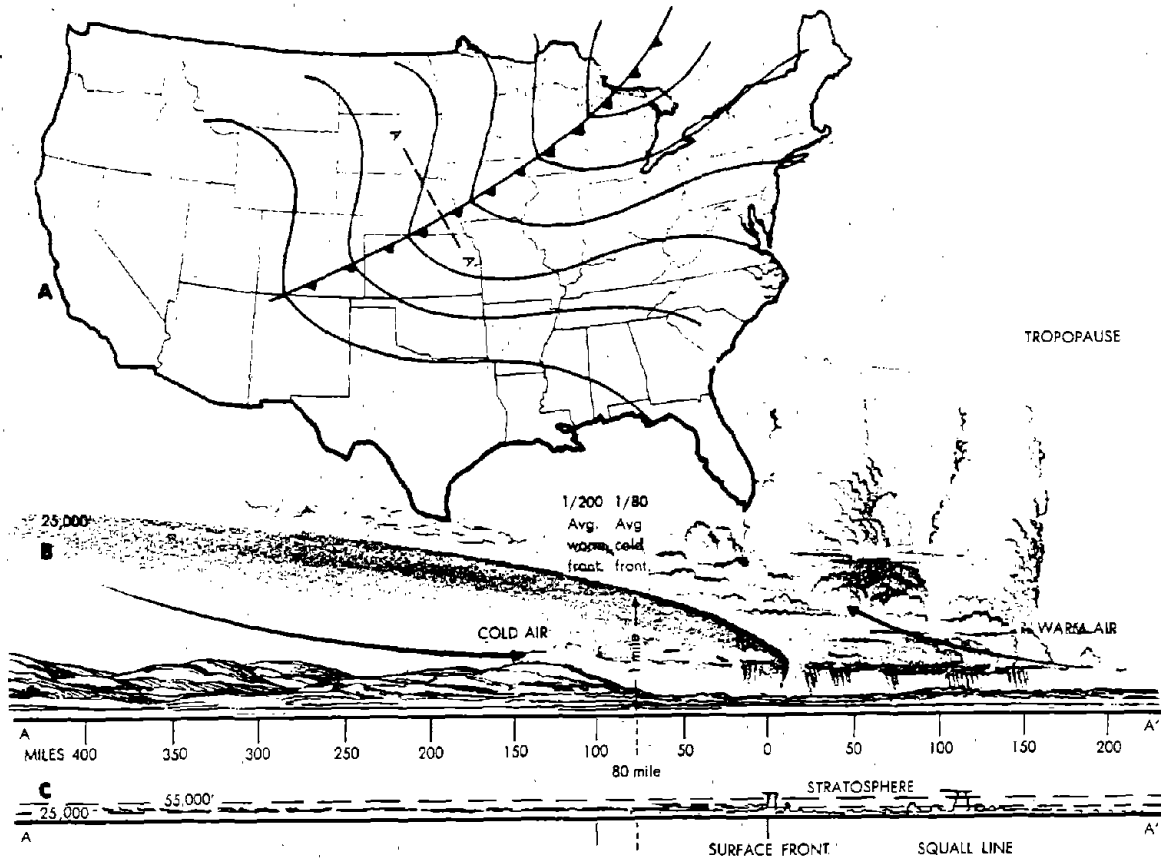 A
A
A'
TROPOPAUSE
1/200 1/80
Avg. Avg
warm cold
front front
25,000'
B
COLD AIR
1 mile
WARM AIR
A A'
MILES 400 350 300 250 200 150 100 50 0 50 100 150 200
80 mile
C
55,000'
STRATOSPHERE
25,000'
A A'
SURFACE FRONT SQUALL LINE